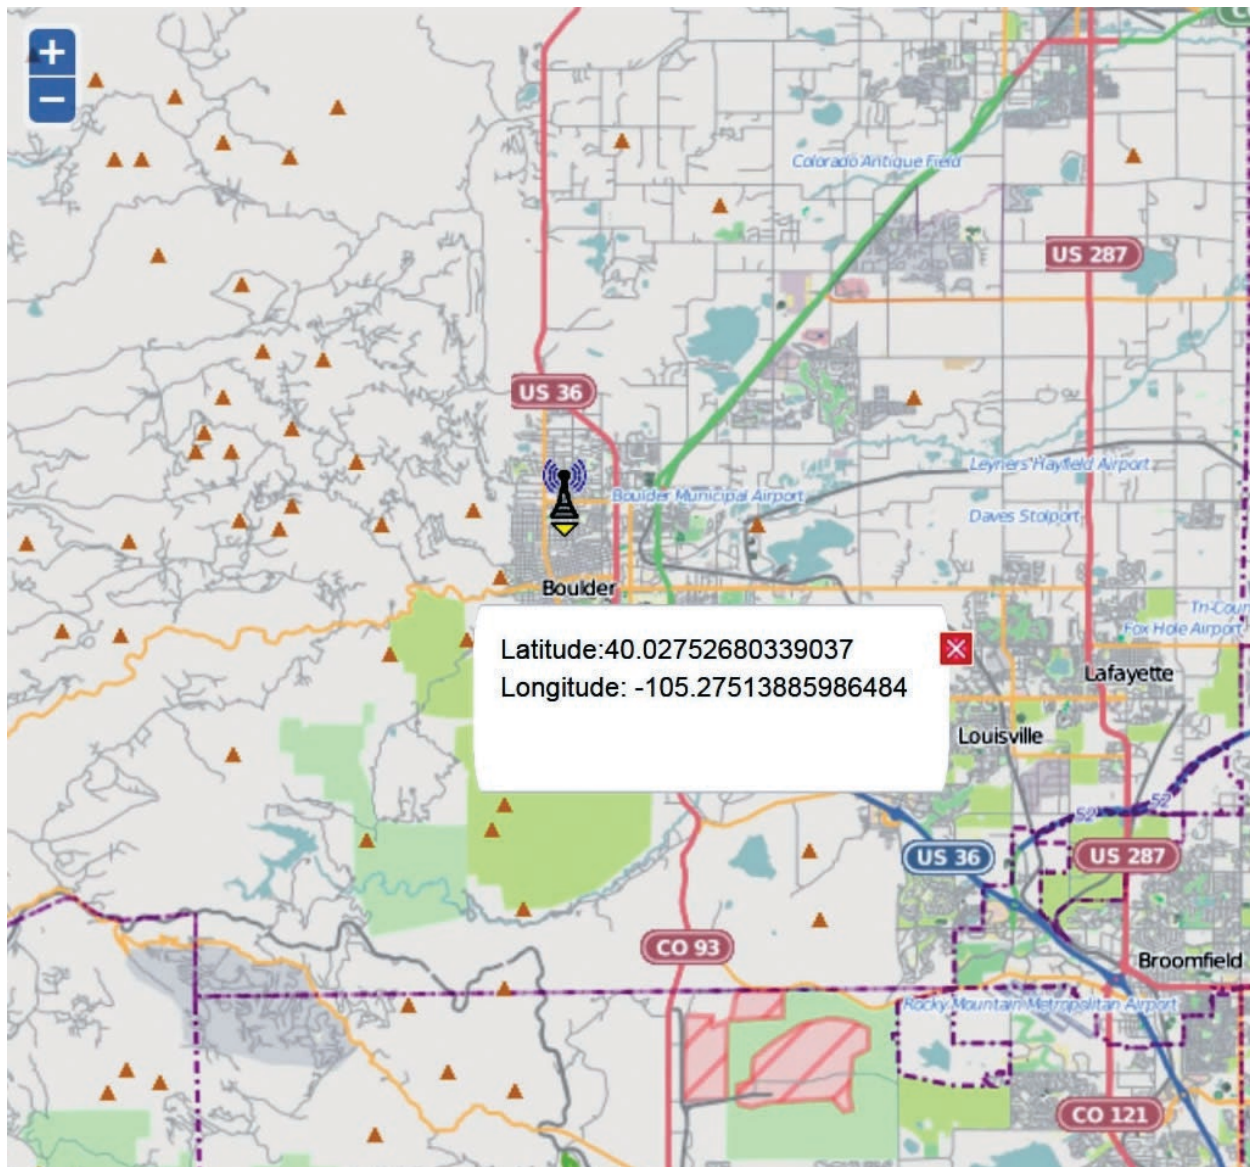 +
−
Colorado Antique Field
US 287
US 36
Leyners Hayfield Airport
Boulder Municipal Airport
Daves Stolport
Boulder
Tri-Coun
Fox Hole Airport
Latitude:40.02752680339037
Longitude: -105.27513885986484
Lafayette
Louisville
52
52
US 36
US 287
CO 93
Broomfield
Rocky Mountain Metropolitan Airport
CO 121